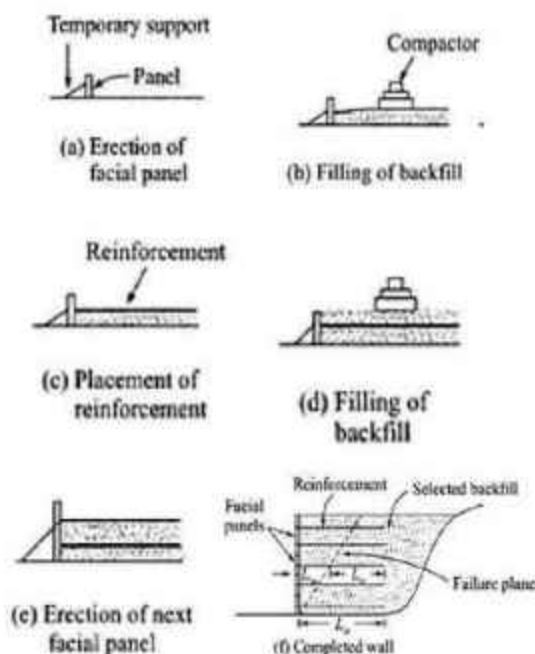 Temporary support
Panel
(a) Erection of
facial panel
Compactor
(b) Filling of backfill
Reinforcement
(c) Placement of
reinforcement
(d) Filling of
backfill
(e) Erection of next
facial panel
Reinforcement
Selected backfill
Facial
panels
Failure plane
(f) Completed wall